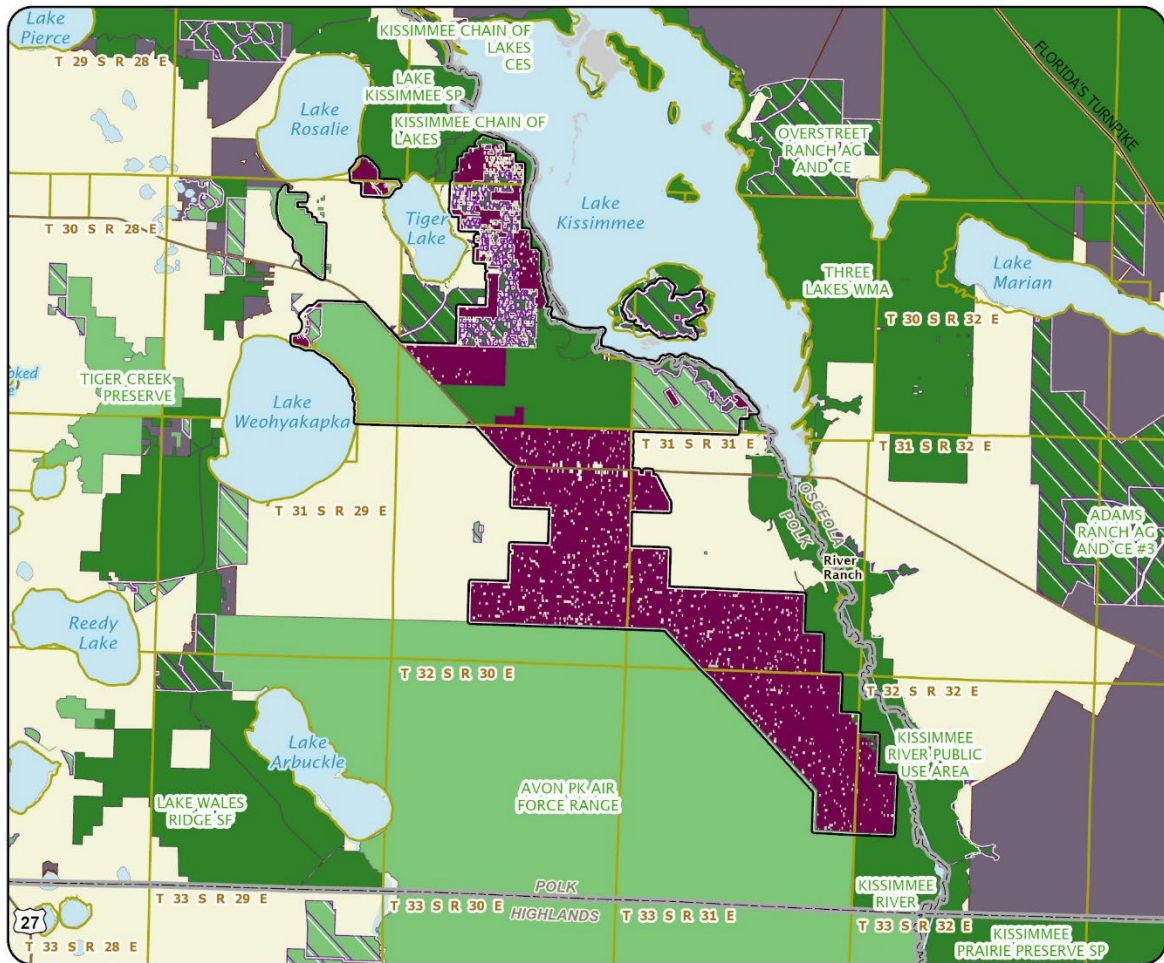 Lake
Pierce
T 29 S R 28 E
KISSIMMEE CHAIN OF
LAKES
CES
LAKE
KISSIMMEE SP
KISSIMMEE CHAIN OF
LAKES
Lake
Rosalie
FLORIDA'S TURNPIKE
OVERSTREET
RANCH AG
AND CE
Lake
Kissimmee
Tiger
Lake
T 30 S R 28 E
THREE
LAKES WMA
Lake
Marian
T 30 S R 32 E
TIGER CREEK
PRESERVE
Lake
Weohyakapka
T 31 S R 31 E
T 31 S R 32 E
T 31 S R 29 E
OSCEOLA
POLK
ADAMS
RANCH AG
AND CE #3
River
Ranch
Reedy
Lake
T 32 S R 30 E
T 32 S R 32 E
Lake
Arbuckle
KISSIMMEE
RIVER PUBLIC
USE AREA
AVON PK AIR
FORCE RANGE
LAKE WALES
RIDGE SF
KISSIMMEE
RIVER
POLK
HIGHLANDS
T 33 S R 29 E
T 33 S R 30 E
T 33 S R 31 E
T 33 S R 32 E
27
T 33 S R 28 E
KISSIMMEE
PRAIRIE PRESERVE SP